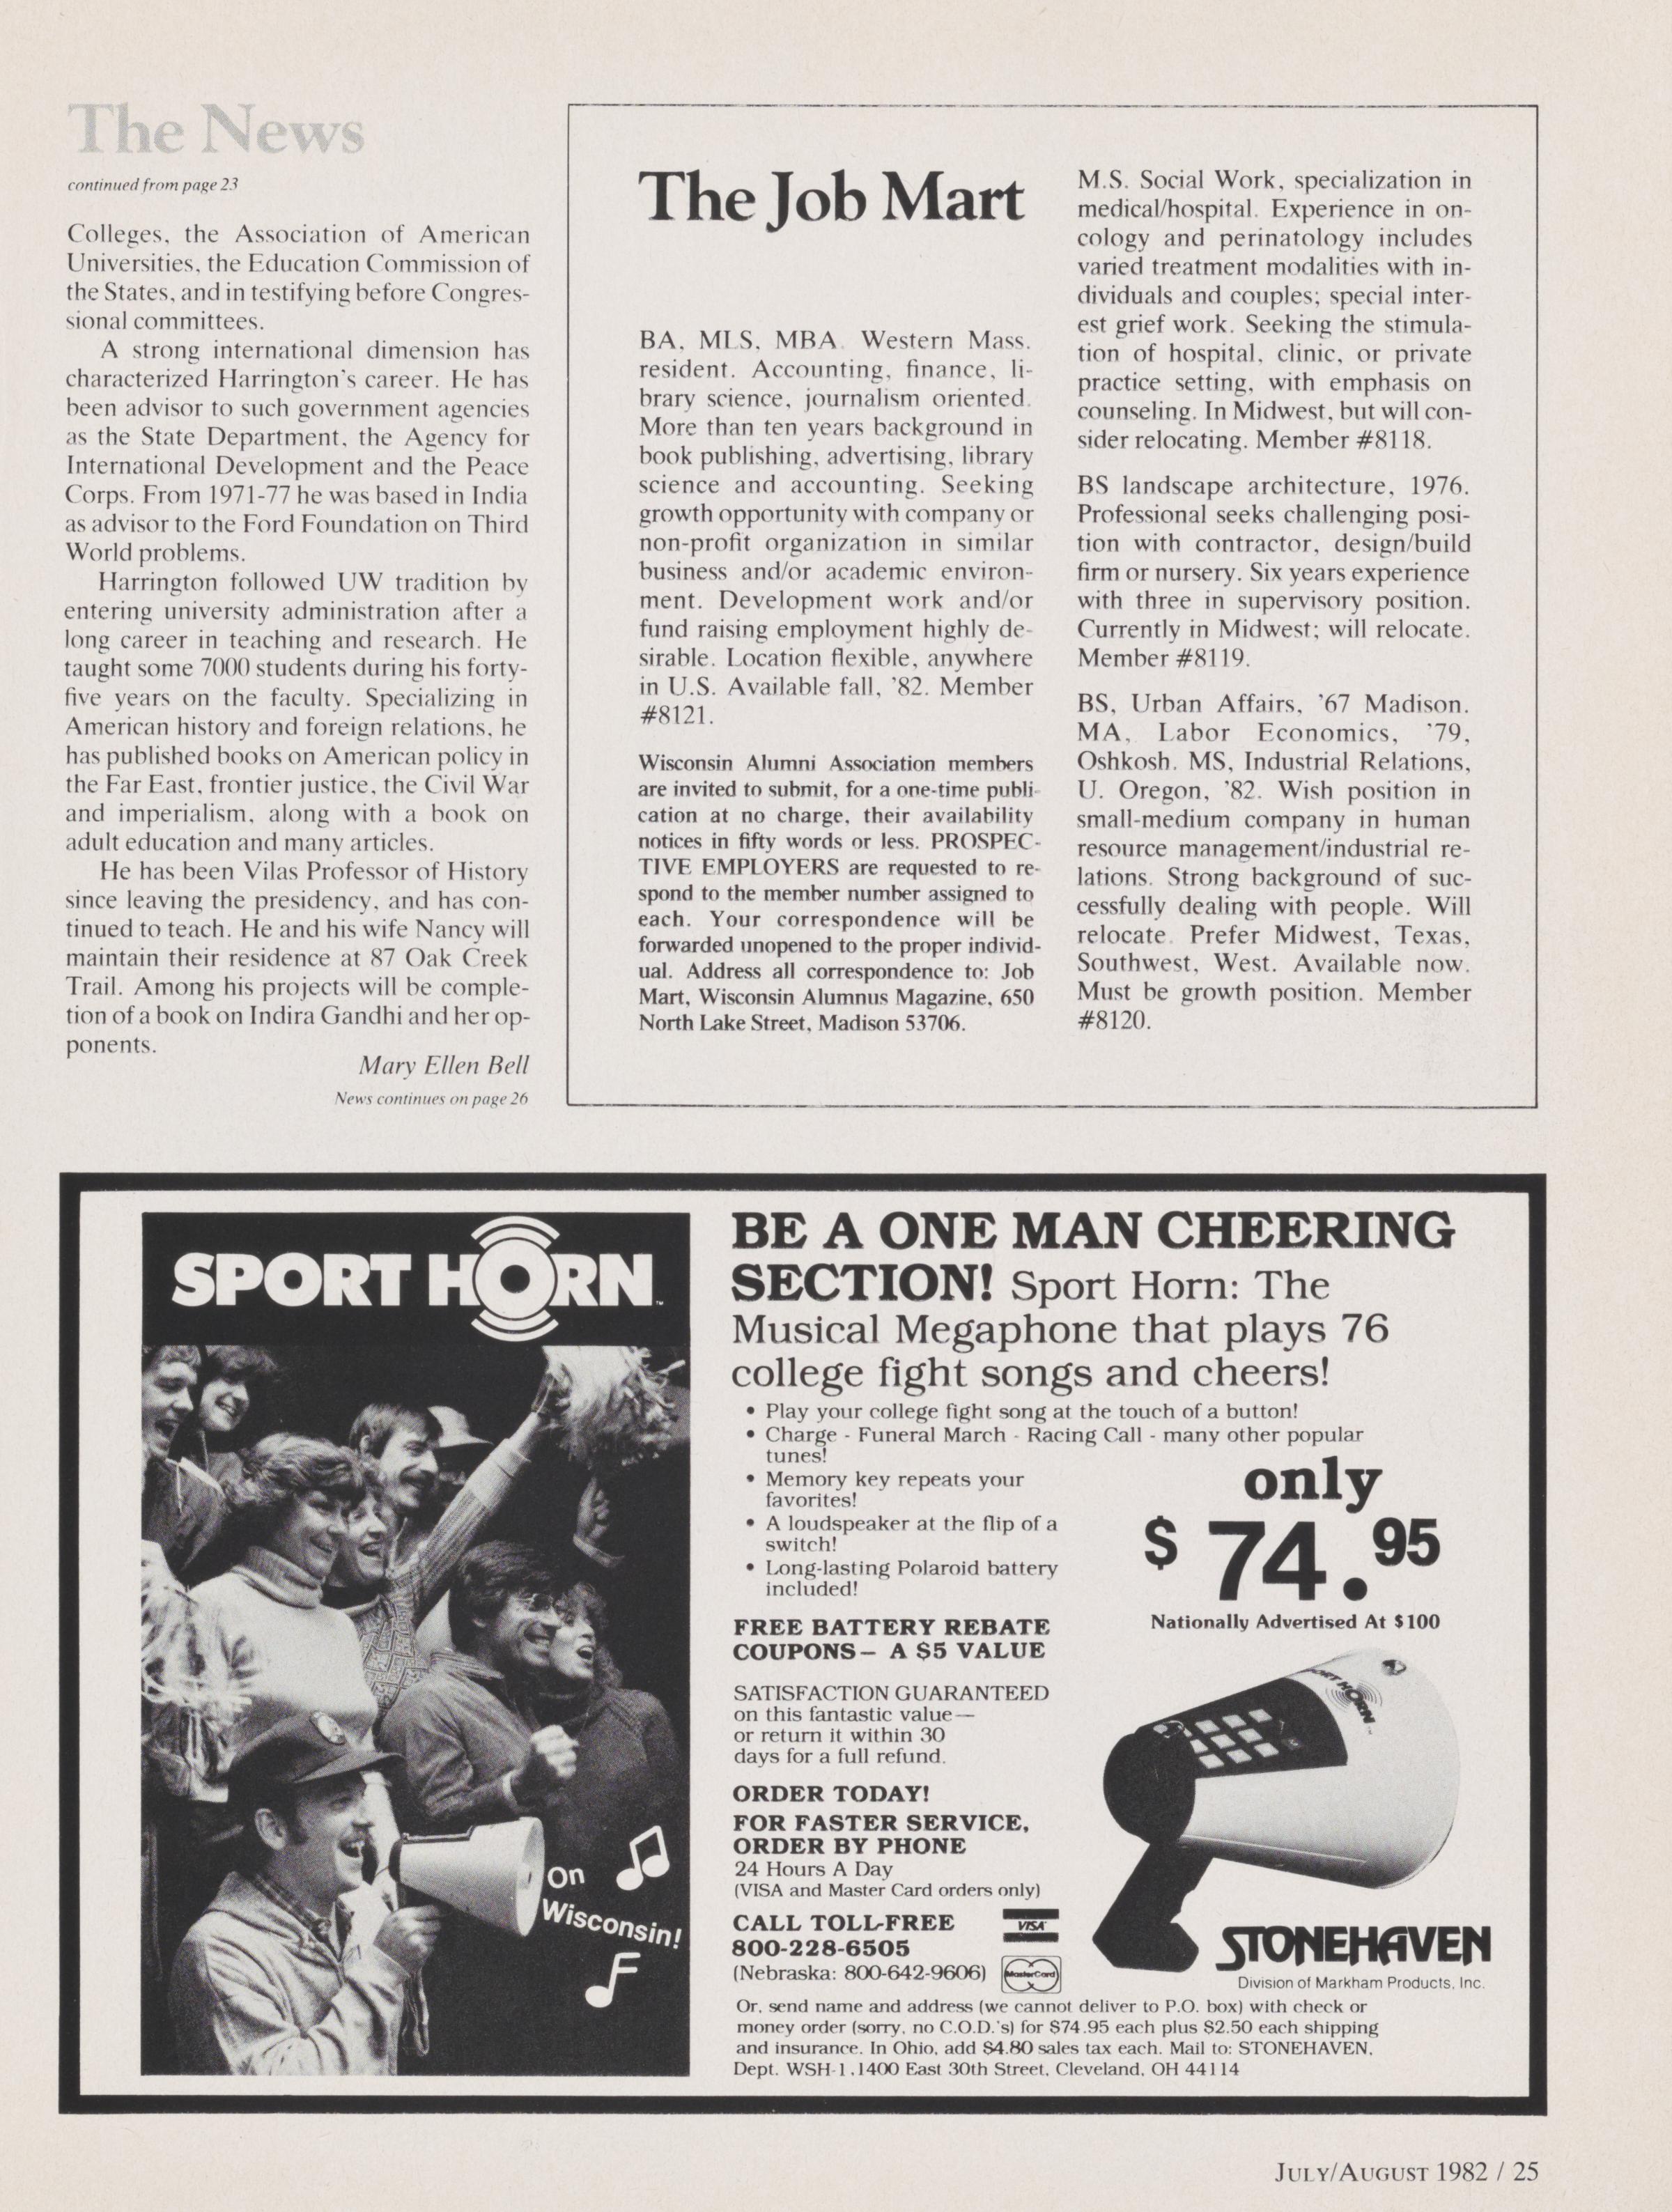 The News
continued from page 23
Colleges, the Association of American
Universities, the Education Commission of
the States, and in testifying before Congres-
sional committees.
A strong international dimension has
characterized Harrington's career. He has
been advisor to such government agencies
as the State Department, the Agency for
International Development and the Peace
Corps. From 1971-77 he was based in India
as advisor to the Ford Foundation on Third
World problems.
Harrington followed UW tradition by
entering university administration after a
long career in teaching and research. He
taught some 7000 students during his forty-
five years on the faculty. Specializing in
American history and foreign relations, he
has published books on American policy in
the Far East, frontier justice, the Civil War
and imperialism, along with a book on
adult education and many articles.
He has been Vilas Professor of History
since leaving the presidency, and has con-
tinued to teach. He and his wife Nancy will
maintain their residence at 87 Oak Creek
Trail. Among his projects will be comple-
tion of a book on Indira Gandhi and her op-
ponents.
Mary Ellen Bell
News continues on page 26
The Job Mart
BA, MLS, MBA. Western Mass.
resident. Accounting, finance, li-
brary science, journalism oriented.
More than ten years background in
book publishing, advertising, library
science and accounting. Seeking
growth opportunity with company or
non-profit organization in similar
business and/or academic environ-
ment. Development work and/or
fund raising employment highly de-
sirable. Location flexible, anywhere
in U.S. Available fall, '82. Member
#8121.
Wisconsin Alumni Association members
are invited to submit, for a one-time publi-
cation at no charge, their availability
notices in fifty words or less. PROSPEC-
TIVE EMPLOYERS are requested to re-
spond to the member number assigned to
each. Your correspondence will be
forwarded unopened to the proper individ-
ual. Address all correspondence to: Job
Mart, Wisconsin Alumnus Magazine, 650
North Lake Street, Madison 53706.
M.S. Social Work, specialization in
medical/hospital. Experience in on-
cology and perinatology includes
varied treatment modalities with in-
dividuals and couples; special inter-
est grief work. Seeking the stimula-
tion of hospital, clinic, or private
practice setting, with emphasis on
counseling. In Midwest, but will con-
sider relocating. Member #8118.
BS landscape architecture, 1976.
Professional seeks challenging posi-
tion with contractor, design/build
firm or nursery. Six years experience
with three in supervisory position.
Currently in Midwest; will relocate.
Member #8119.
BS, Urban Affairs, '67 Madison.
MA, Labor Economics, '79,
Oshkosh. MS, Industrial Relations,
U. Oregon, '82. Wish position in
small-medium company in human
resource management/industrial re-
lations. Strong background of suc-
cessfully dealing with people. Will
relocate. Prefer Midwest, Texas,
Southwest, West. Available now.
Must be growth position. Member
#8120.
SPORT HORN™
On
Wisconsin!
BE A ONE MAN CHEERING
SECTION! Sport Horn: The
Musical Megaphone that plays 76
college fight songs and cheers!
• Play your college fight song at the touch of a button!
• Charge - Funeral March - Racing Call - many other popular
tunes!
• Memory key repeats your
favorites!
• A loudspeaker at the flip of a
switch!
• Long-lasting Polaroid battery
included!
only
$74.95
Nationally Advertised At $100
FREE BATTERY REBATE
COUPONS— A $5 VALUE
SATISFACTION GUARANTEED
on this fantastic value—
or return it within 30
days for a full refund.
ORDER TODAY!
FOR FASTER SERVICE,
ORDER BY PHONE
24 Hours A Day
(VISA and Master Card orders only)
CALL TOLL-FREE
800-228-6505
(Nebraska: 800-642-9606)
VISA
MasterCard
SPORT HORN™
STONEHAVEN
Division of Markham Products, Inc.
Or, send name and address (we cannot deliver to P.O. box) with check or
money order (sorry, no C.O.D.'s) for $74.95 each plus $2.50 each shipping
and insurance. In Ohio, add $4.80 sales tax each. Mail to: STONEHAVEN,
Dept. WSH-1, 1400 East 30th Street, Cleveland, OH 44114
JULY/AUGUST 1982 / 25